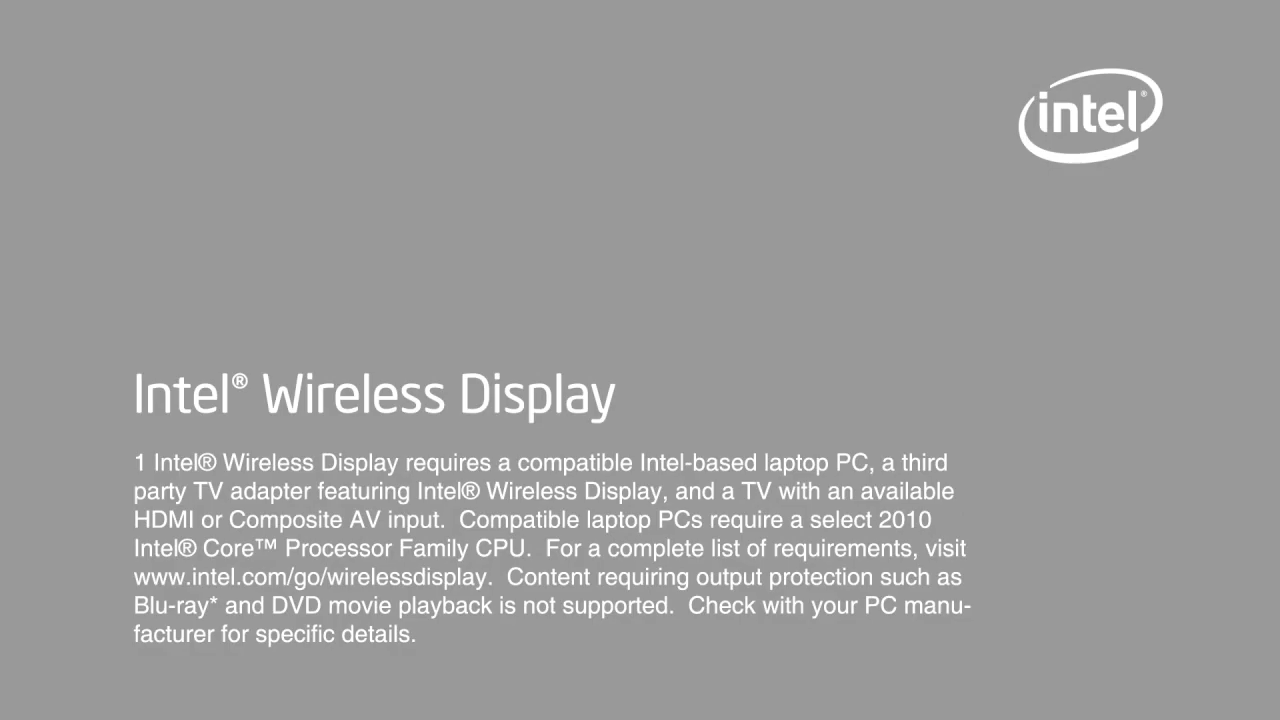 intel®
Intel® Wireless Display
1 Intel® Wireless Display requires a compatible Intel-based laptop PC, a third
party TV adapter featuring Intel® Wireless Display, and a TV with an available
HDMI or Composite AV input.  Compatible laptop PCs require a select 2010
Intel® Core™ Processor Family CPU.  For a complete list of requirements, visit
www.intel.com/go/wirelessdisplay.  Content requiring output protection such as
Blu-ray* and DVD movie playback is not supported.  Check with your PC manu-
facturer for specific details.